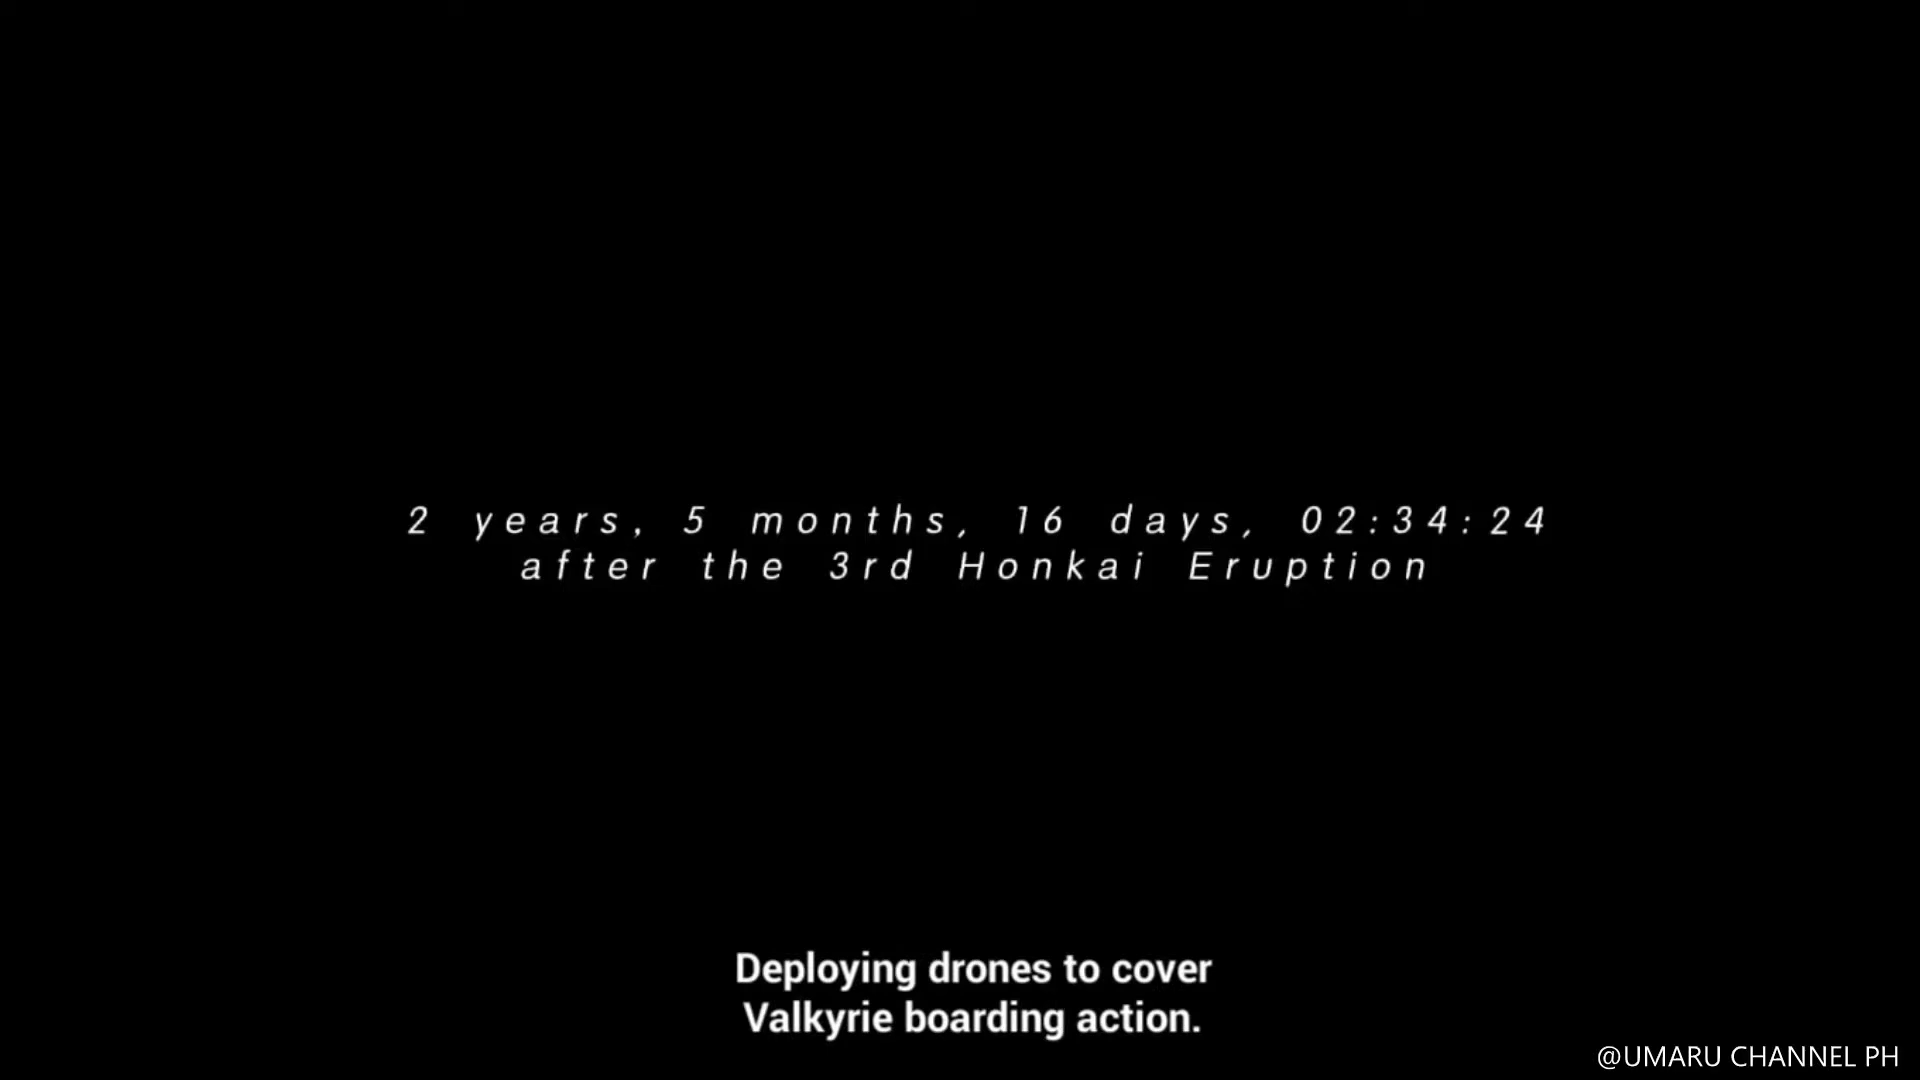 2 years, 5 months, 16 days, 02:34:24
after the 3rd Honkai Eruption
Deploying drones to cover
Valkyrie boarding action.
@UMARU CHANNEL PH